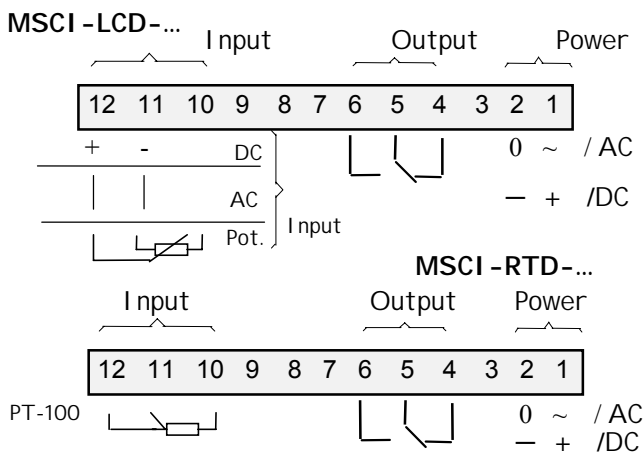 MSCI-LCD-...
Input Output Power
12 11 10 9 8 7 6 5 4 3 2 1
+ - DC 0 ~ / AC
AC — + /DC
Pot. Input
MSCI-RTD-...
Input Output Power
12 11 10 9 8 7 6 5 4 3 2 1
PT-100 0 ~ / AC
— + /DC